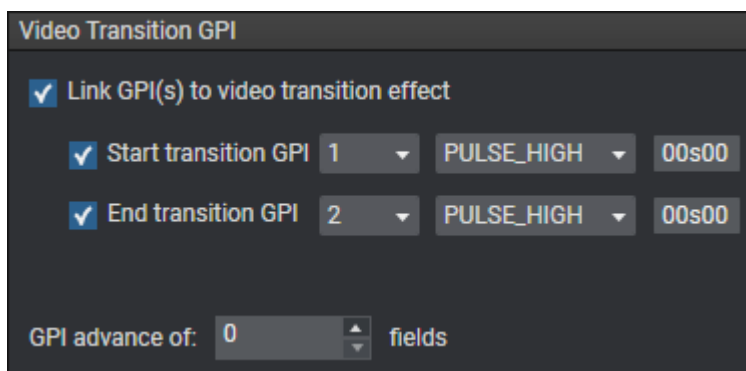 Video Transition GPI
Link GPI(s) to video transition effect
Start transition GPI 1 PULSE_HIGH 00s00
End transition GPI 2 PULSE_HIGH 00s00
GPI advance of: 0 fields